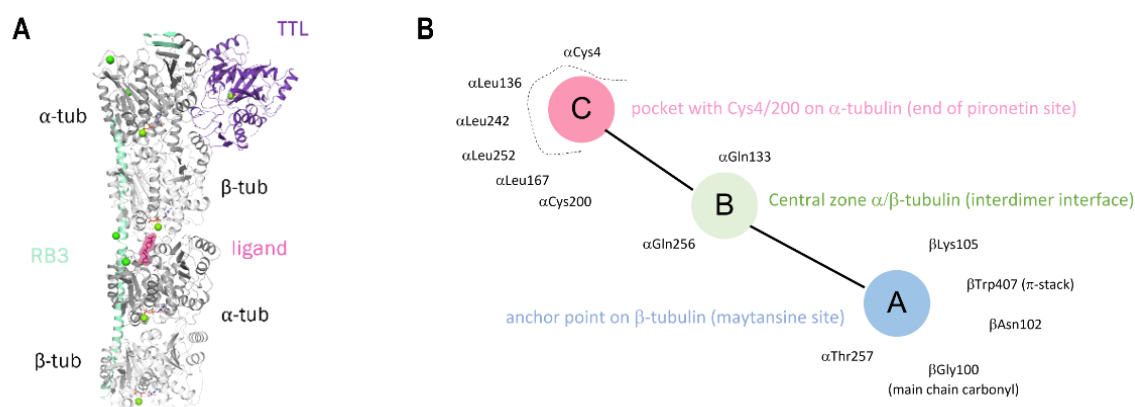 A
TTL
α-tub
β-tub
RB3
ligand
α-tub
β-tub
B
αCys4
αLeu136
C
pocket with Cys4/200 on α-tubulin (end of pironetin site)
αLeu242
αLeu252
αGln133
αLeu167
αCys200
B
Central zone α/β-tubulin (interdimer interface)
αGln256
βLys105
βTrp407 (π-stack)
A
anchor point on β-tubulin (maytansine site)
βAsn102
αThr257
βGly100
(main chain carbonyl)